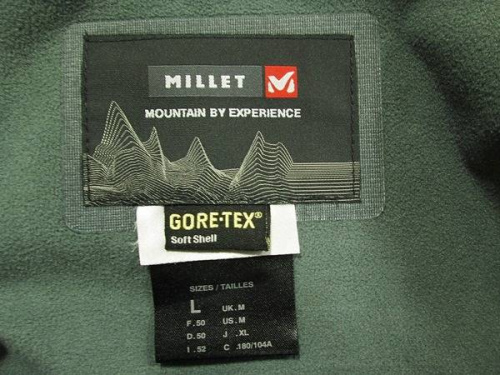 MILLET
MOUNTAIN BY EXPERIENCE
GORE-TEX®
Soft Shell
SIZES / TAILLES
L UK.M
F.50 US.M
D.50 J.XL
I.52 C.180/104A